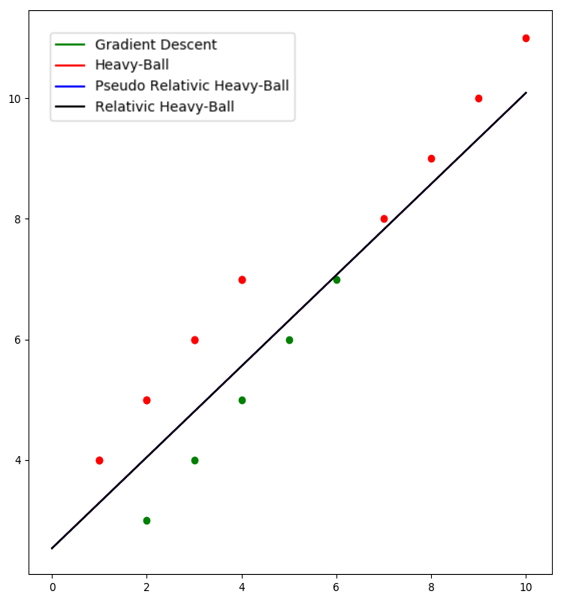 Gradient Descent
Heavy-Ball
Pseudo Relativic Heavy-Ball
Relativic Heavy-Ball
10
8
6
4
0 2 4 6 8 10